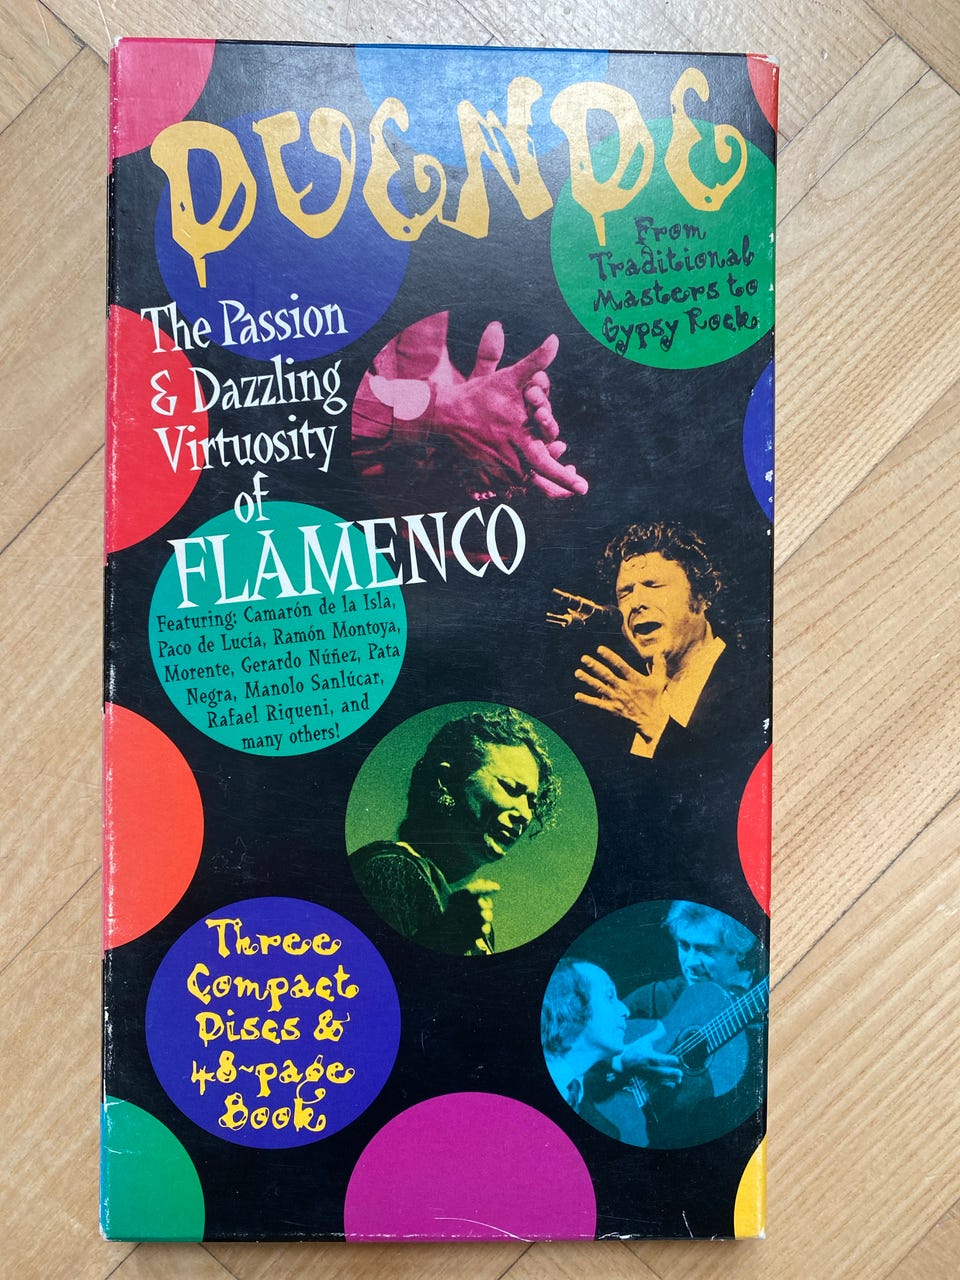 DUENDE
From
Traditional
Masters to
Gypsy Rock
The Passion
& Dazzling
Virtuosity
of
FLAMENCO
Featuring: Camarón de la Isla,
Paco de Lucía, Ramón Montoya,
Morente, Gerardo Núñez, Pata
Negra, Manolo Sanlúcar,
Rafael Riqueni, and
many others!
Three
Compact
Discs &
48~page
Book